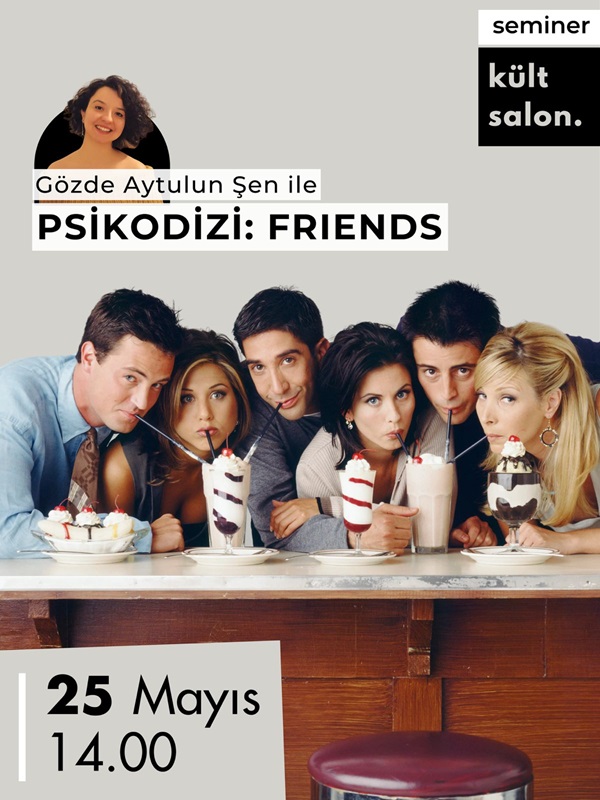 seminer
kült
salon.
Gözde Aytulun Şen ile
PSİKODİZİ: FRIENDS
25 Mayıs
14.00